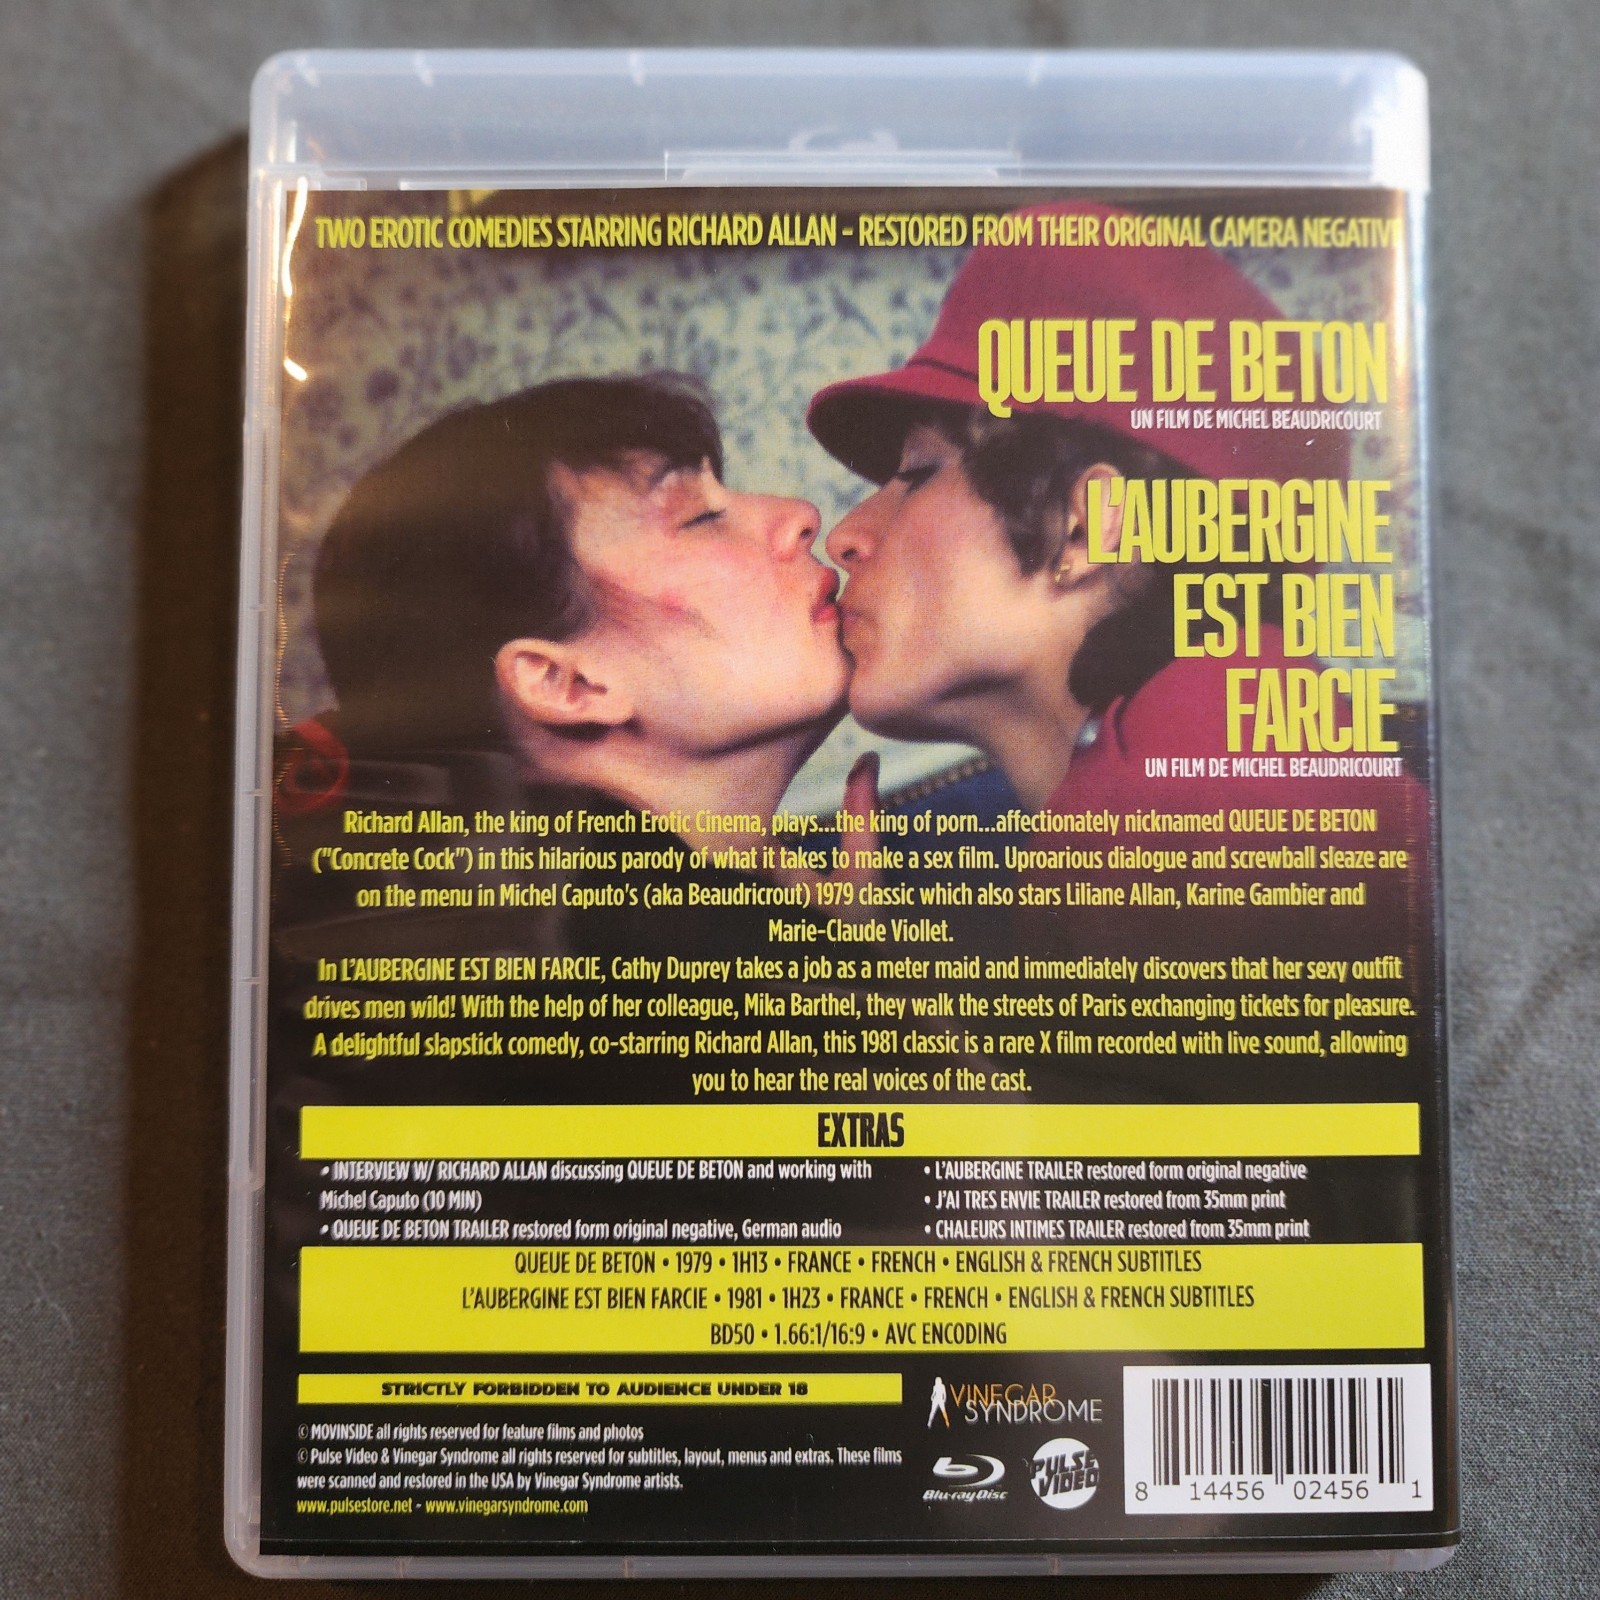 TWO EROTIC COMEDIES STARRING RICHARD ALLAN - RESTORED FROM THEIR ORIGINAL CAMERA NEGATIV
QUEUE DE BETON
UN FILM DE MICHEL BEAUDRICOURT
L'AUBERGINE
EST BIEN
FARCIE
UN FILM DE MICHEL BEAUDRICOURT
Richard Allan, the king of French Erotic Cinema, plays...the king of porn...affectionately nicknamed QUEUE DE BETON
("Concrete Cock") in this hilarious parody of what it takes to make a sex film. Uproarious dialogue and screwball sleaze are
on the menu in Michel Caputo's (aka Beaudricrout) 1979 classic which also stars Liliane Allan, Karine Gambier and
Marie-Claude Viollet.
In L'AUBERGINE EST BIEN FARCIE, Cathy Duprey takes a job as a meter maid and immediately discovers that her sexy outfit
drives men wild! With the help of her colleague, Mika Barthel, they walk the streets of Paris exchanging tickets for pleasure.
A delightful slapstick comedy, co-starring Richard Allan, this 1981 classic is a rare X film recorded with live sound, allowing
you to hear the real voices of the cast.
EXTRAS
• INTERVIEW W/ RICHARD ALLAN discussing QUEUE DE BETON and working with
Michel Caputo (10 MIN)
• QUEUE DE BETON TRAILER restored form original negative, German audio
• L'AUBERGINE TRAILER restored form original negative
• J'AI TRES ENVIE TRAILER restored from 35mm print
• CHALEURS INTIMES TRAILER restored from 35mm print
QUEUE DE BETON • 1979 • 1H13 • FRANCE • FRENCH • ENGLISH & FRENCH SUBTITLES
L'AUBERGINE EST BIEN FARCIE • 1981 • 1H23 • FRANCE • FRENCH • ENGLISH & FRENCH SUBTITLES
BD50 • 1.66:1/16:9 • AVC ENCODING
STRICTLY FORBIDDEN TO AUDIENCE UNDER 18
© MOVINSIDE all rights reserved for feature films and photos
© Pulse Video & Vinegar Syndrome all rights reserved for subtitles, layout, menus and extras. These films
were scanned and restored in the USA by Vinegar Syndrome artists.
www.pulsestore.net - www.vinegarsyndrome.com
VINEGAR
SYNDROME
Blu-ray Disc
PULSE
VIDEO
8 14456 02456 1